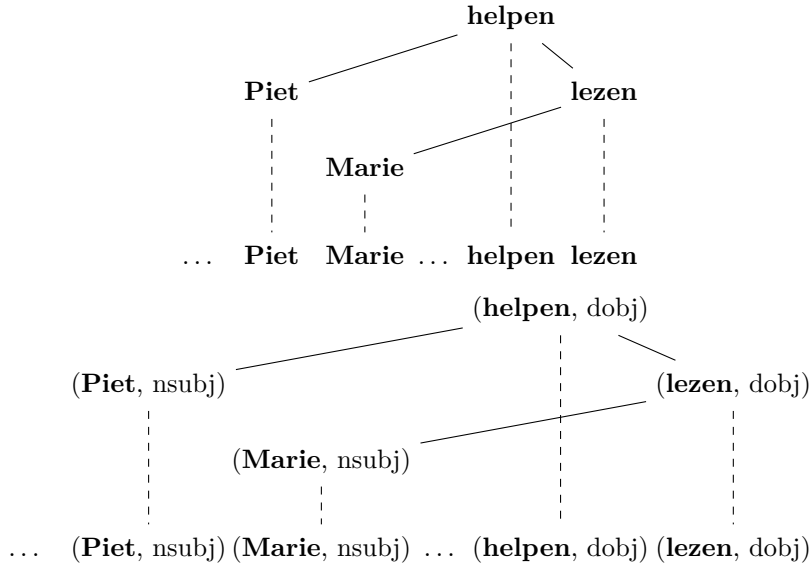 helpen
Piet lezen
Marie
... Piet Marie ... helpen lezen
(helpen, dobj)
(Piet, nsubj) (lezen, dobj)
(Marie, nsubj)
... (Piet, nsubj) (Marie, nsubj) ... (helpen, dobj) (lezen, dobj)